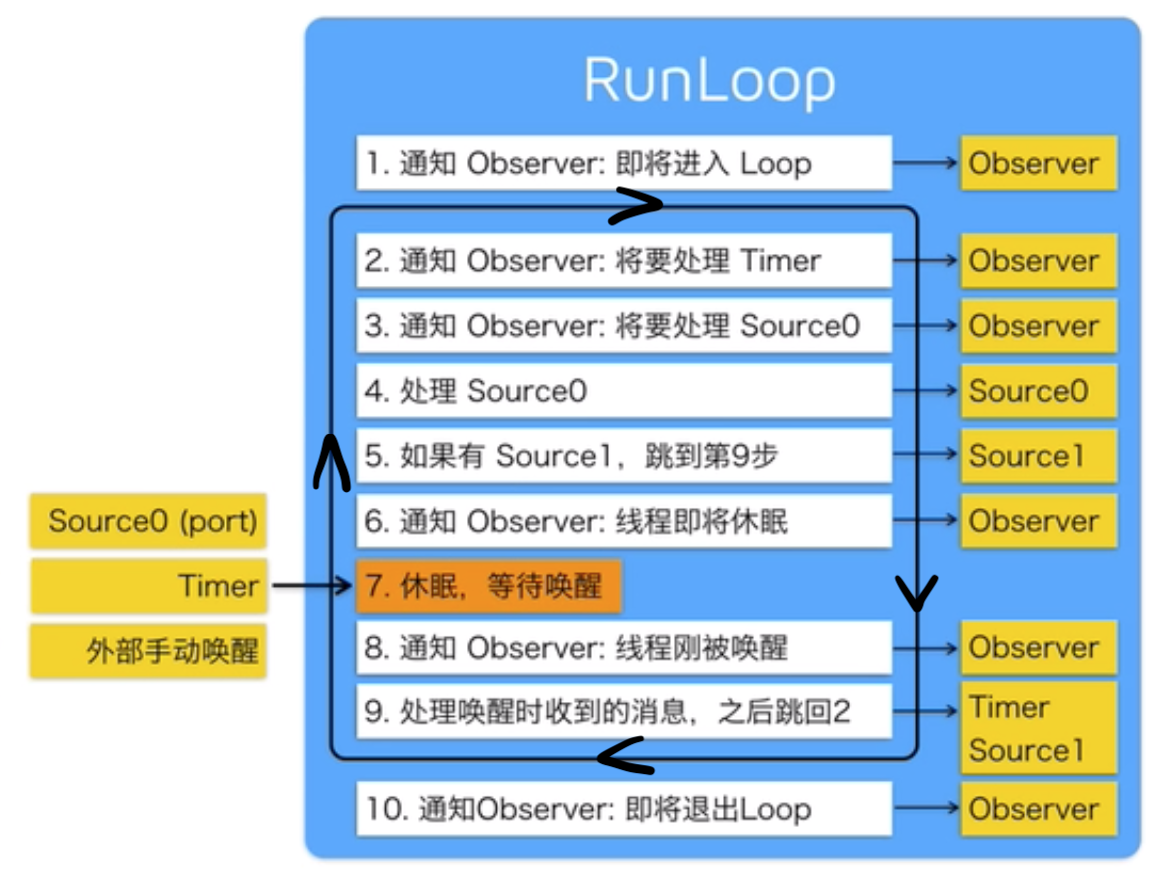 RunLoop
1. 通知 Observer: 即将进入 Loop
Observer
2. 通知 Observer: 将要处理 Timer
Observer
3. 通知 Observer: 将要处理 Source0
Observer
4. 处理 Source0
Source0
5. 如果有 Source1，跳到第9步
Source1
Source0 (port)
6. 通知 Observer: 线程即将休眠
Observer
Timer
7. 休眠，等待唤醒
外部手动唤醒
8. 通知 Observer: 线程刚被唤醒
Observer
9. 处理唤醒时收到的消息，之后跳回2
Timer
Source1
10. 通知Observer: 即将退出Loop
Observer